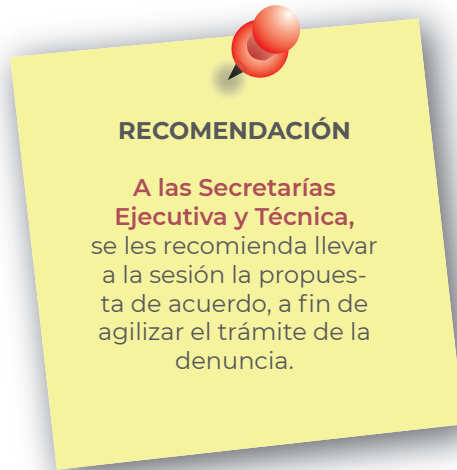 RECOMENDACIÓN
A las Secretarías
Ejecutiva y Técnica,
se les recomienda llevar
a la sesión la propues-
ta de acuerdo, a fin de
agilizar el trámite de la
denuncia.